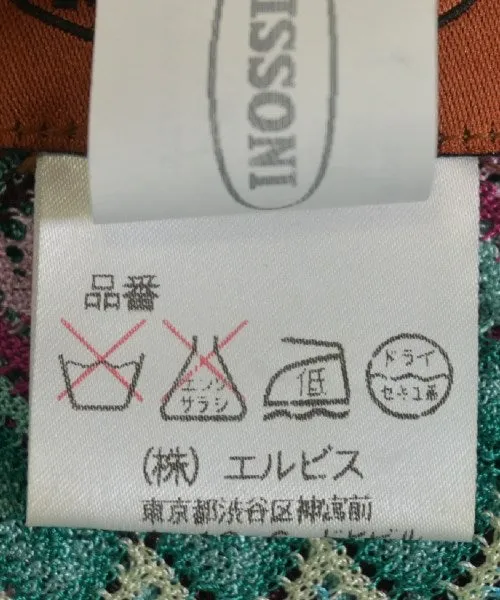 ISSONI
品番
エンソ
サラシ
低
ドライ
セキユ系
(株) エルビス
東京都渋谷区神宮前